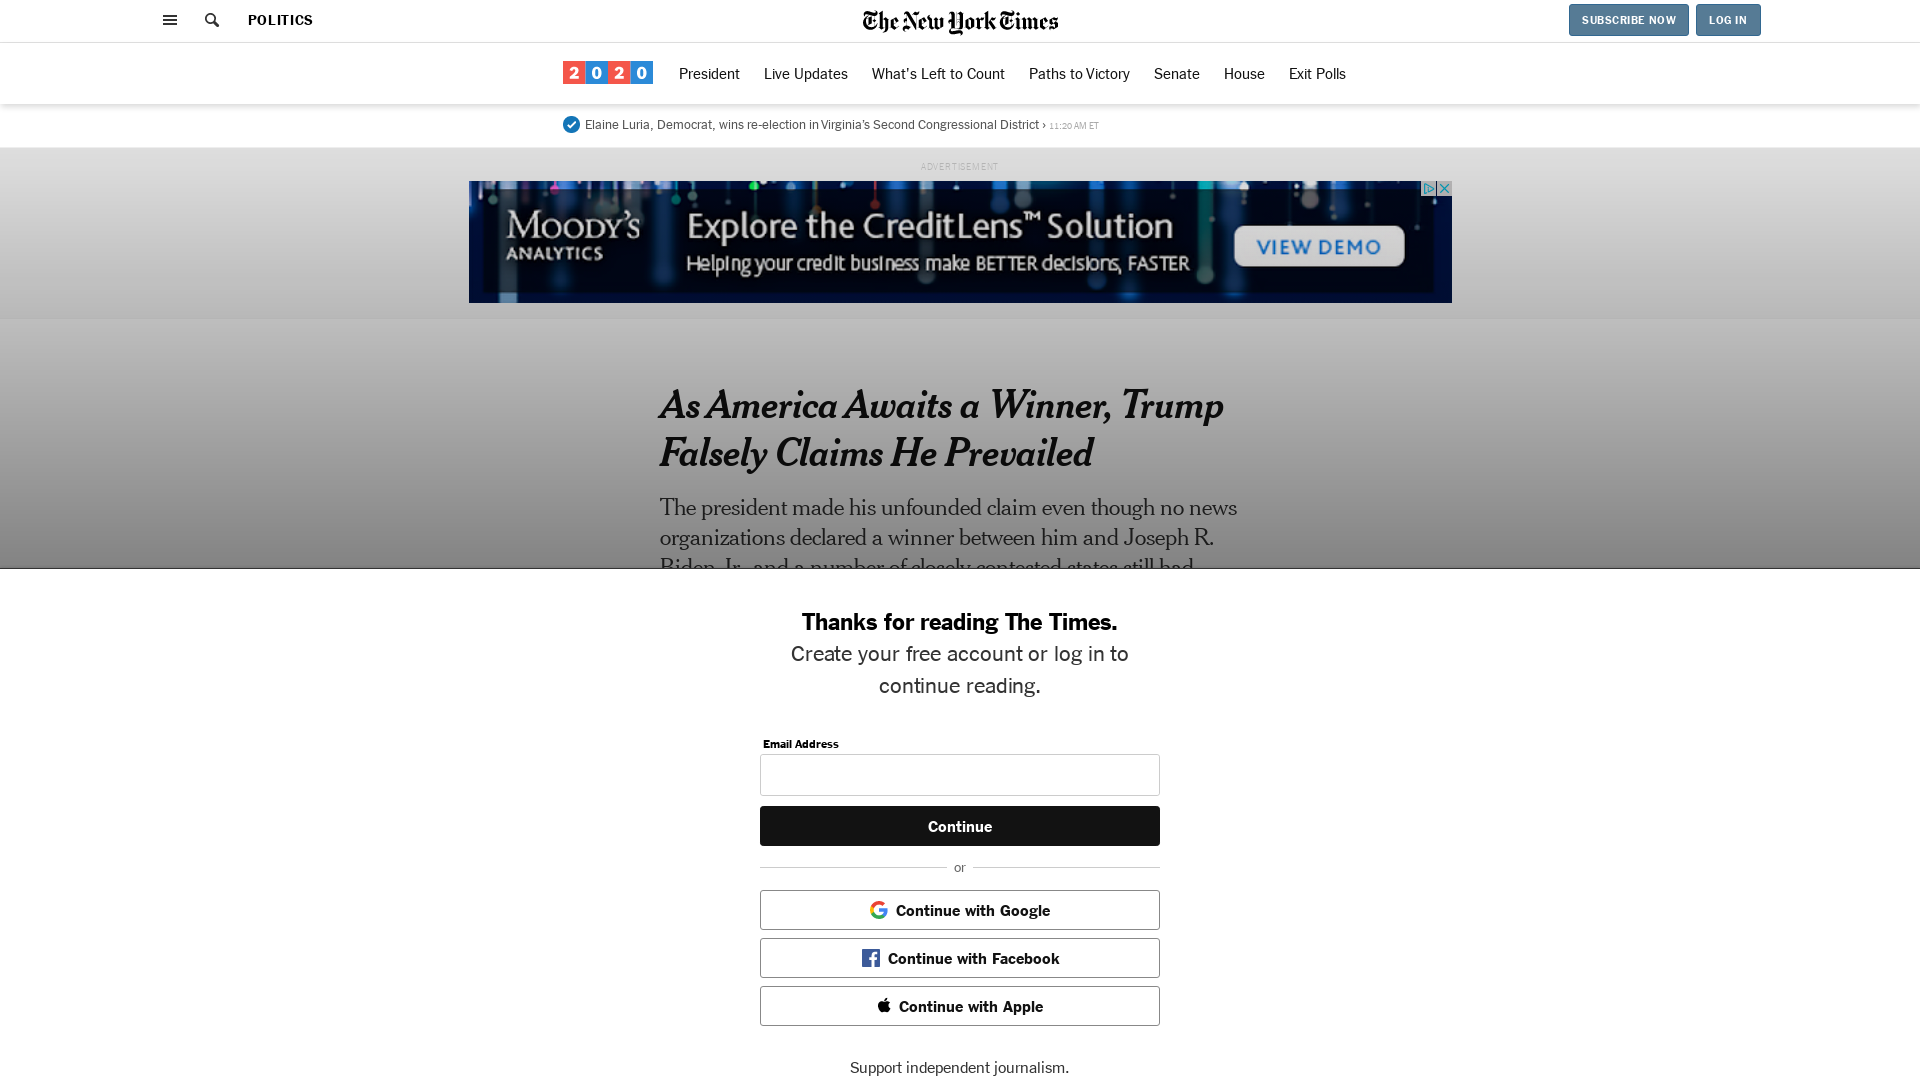 POLITICS
The New York Times
SUBSCRIBE NOW
LOG IN
2020
President
Live Updates
What's Left to Count
Paths to Victory
Senate
House
Exit Polls
Elaine Luria, Democrat, wins re-election in Virginia's Second Congressional District › 11:20 AM ET
ADVERTISEMENT
MOODY'S
ANALYTICS
Explore the CreditLens™ Solution
Helping your credit business make BETTER decisions, FASTER
VIEW DEMO
As America Awaits a Winner, Trump
Falsely Claims He Prevailed
The president made his unfounded claim even though no news
organizations declared a winner between him and Joseph R.
Biden Jr., and a number of closely contested states still had
Thanks for reading The Times.
Create your free account or log in to
continue reading.
Email Address
Continue
or
Continue with Google
Continue with Facebook
Continue with Apple
Support independent journalism.